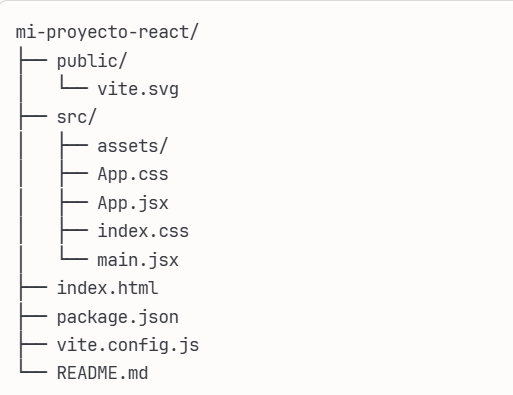 mi-proyecto-react/
├── public/
│   └── vite.svg
├── src/
│   ├── assets/
│   ├── App.css
│   ├── App.jsx
│   ├── index.css
│   └── main.jsx
├── index.html
├── package.json
├── vite.config.js
└── README.md